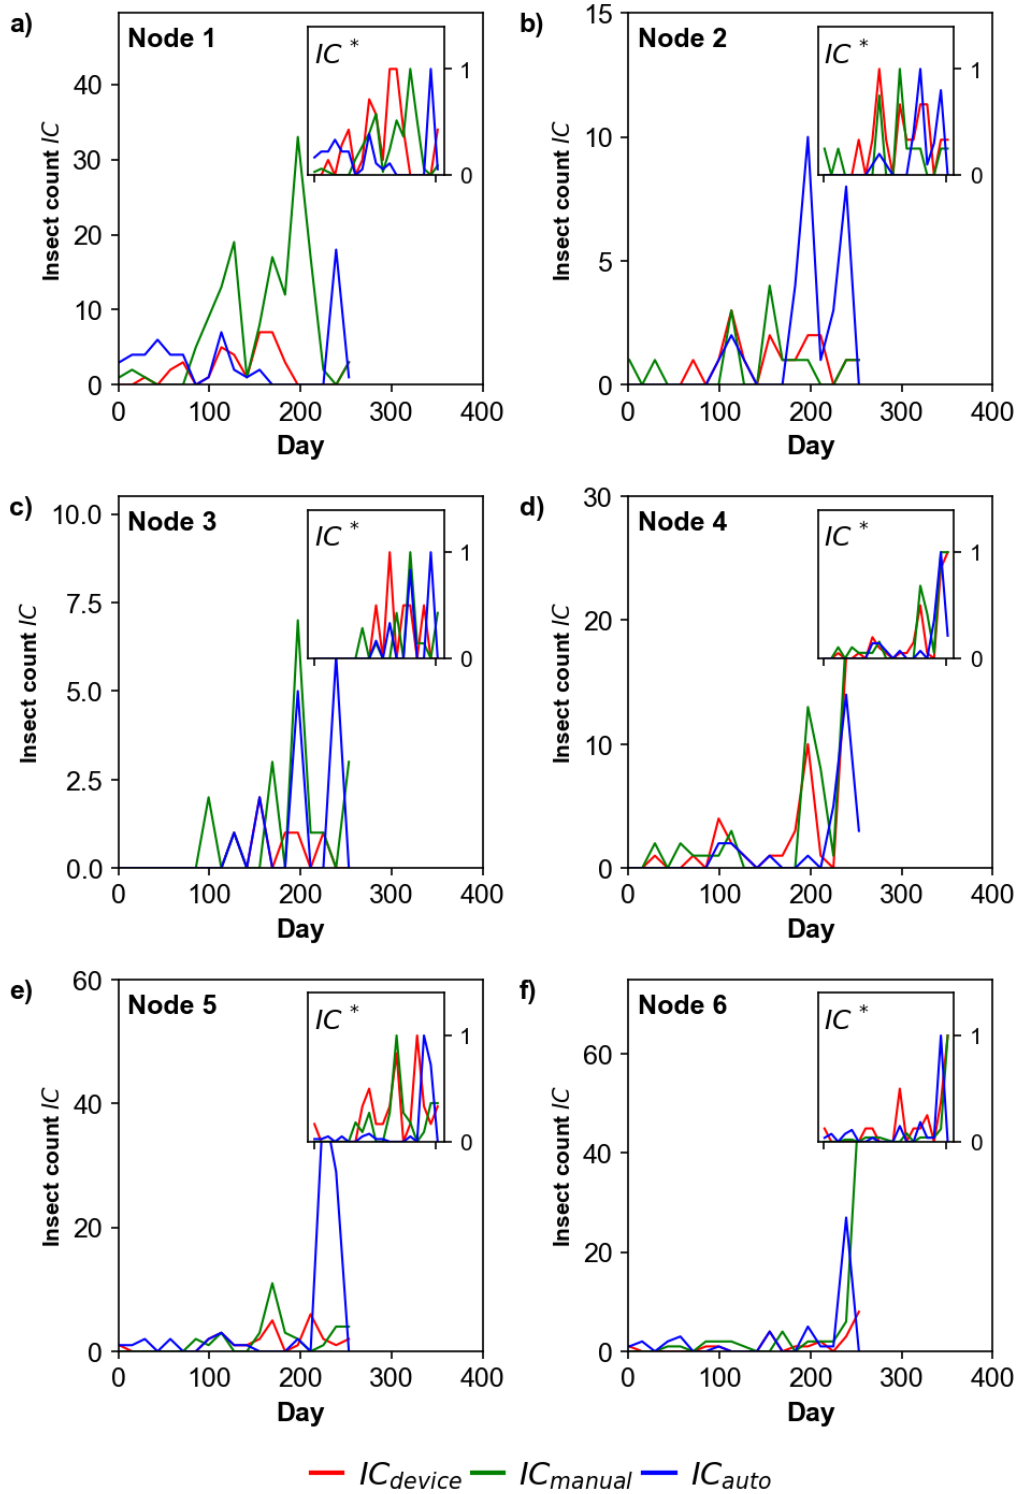 a)
Node 1
IC *
1
0
40
30
20
10
0
Insect count IC
0 100 200 300 400
Day
b)
Node 2
IC *
1
0
15
10
5
0
Insect count IC
0 100 200 300 400
Day
c)
Node 3
IC *
1
0
10.0
7.5
5.0
2.5
0.0
Insect count IC
0 100 200 300 400
Day
d)
Node 4
IC *
1
0
30
20
10
0
Insect count IC
0 100 200 300 400
Day
e)
Node 5
IC *
1
0
60
40
20
0
Insect count IC
0 100 200 300 400
Day
f)
Node 6
IC *
1
0
60
40
20
0
Insect count IC
0 100 200 300 400
Day
IC device IC manual IC auto